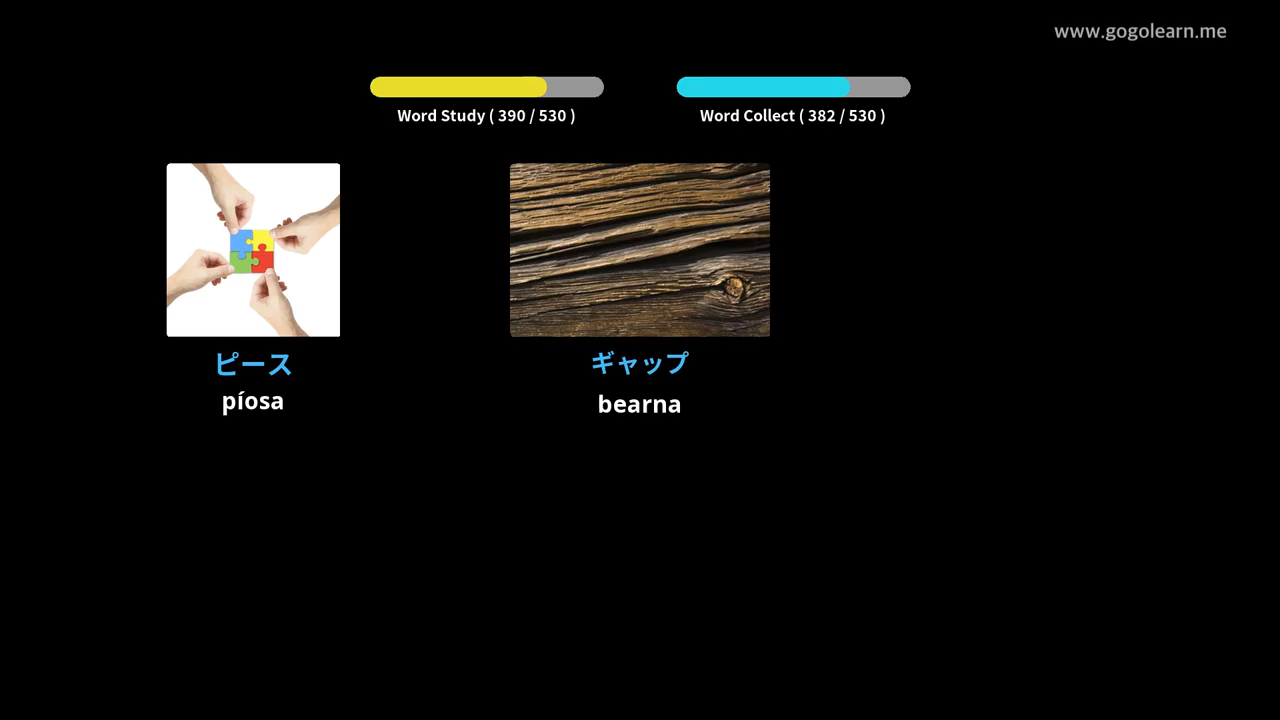 www.gogolearn.me
Word Study ( 390 / 530 )
Word Collect ( 382 / 530 )
ピース
píosa
ギャップ
bearna